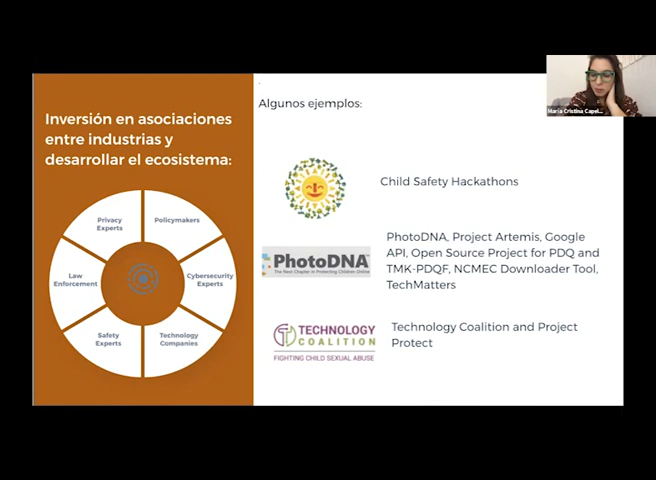 Inversión en asociaciones
entre industrias y
desarrollar el ecosistema:
Privacy
Experts
Policymakers
Law
Enforcement
Cybersecurity
Experts
Safety
Experts
Technology
Companies
Algunos ejemplos:
Child Safety Hackathons
PhotoDNA
The Next Chapter in Protecting Children Online
PhotoDNA, Project Artemis, Google
API, Open Source Project for PDQ and
TMK-PDQF, NCMEC Downloader Tool,
TechMatters
TECHNOLOGY
COALITION
FIGHTING CHILD SEXUAL ABUSE
Technology Coalition and Project
Protect
Maria Cristina Capel...